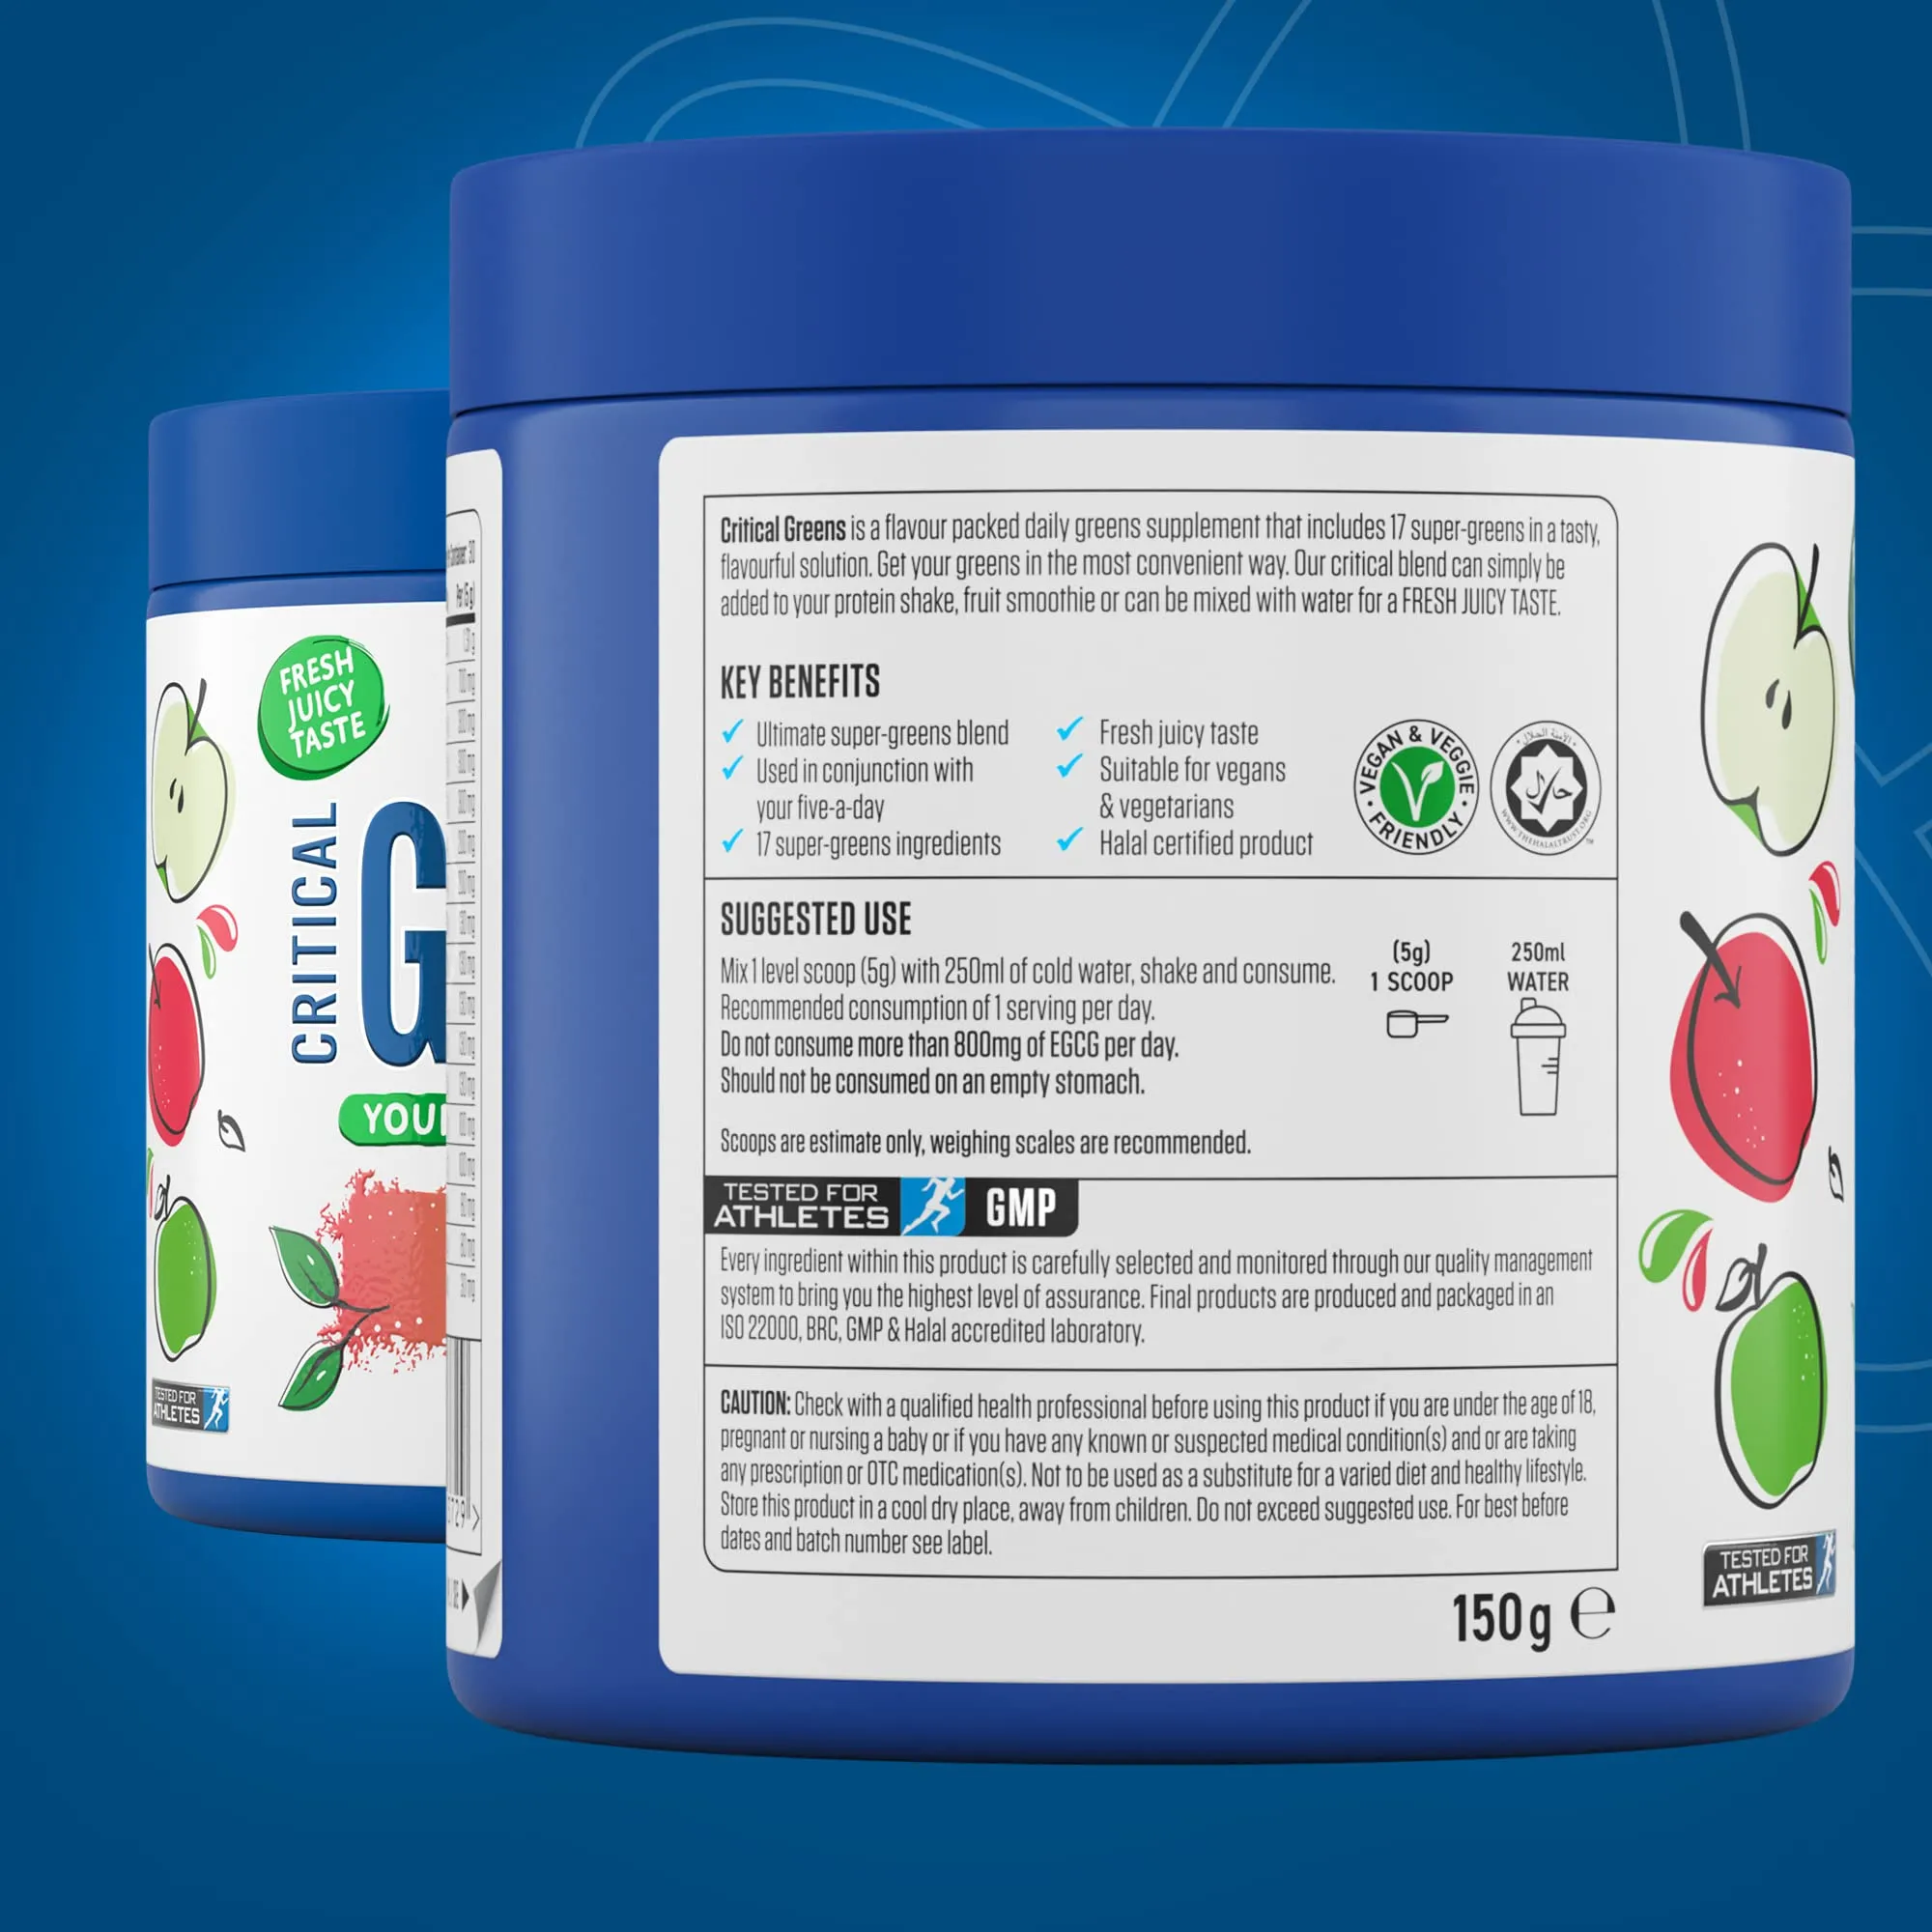 FRESH
JUICY
TASTE
CRITICAL
G
YOU
TESTED FOR
ATHLETES
Per (5g)
Critical Greens is a flavour packed daily greens supplement that includes 17 super-greens in a tasty,
flavourful solution. Get your greens in the most convenient way. Our critical blend can simply be
added to your protein shake, fruit smoothie or can be mixed with water for a FRESH JUICY TASTE.
KEY BENEFITS
Ultimate super-greens blend
Used in conjunction with
your five-a-day
17 super-greens ingredients
Fresh juicy taste
Suitable for vegans
& vegetarians
Halal certified product
VEGAN & VEGGIE
FRIENDLY
حلال
WWW.THEHALALTRUST.ORG
SUGGESTED USE
Mix 1 level scoop (5g) with 250ml of cold water, shake and consume.
Recommended consumption of 1 serving per day.
Do not consume more than 800mg of EGCG per day.
Should not be consumed on an empty stomach.
Scoops are estimate only, weighing scales are recommended.
(5g)
1 SCOOP
250ml
WATER
TESTED FOR
ATHLETES
GMP
Every ingredient within this product is carefully selected and monitored through our quality management
system to bring you the highest level of assurance. Final products are produced and packaged in an
ISO 22000, BRC, GMP & Halal accredited laboratory.
CAUTION: Check with a qualified health professional before using this product if you are under the age of 18,
pregnant or nursing a baby or if you have any known or suspected medical condition(s) and or are taking
any prescription or OTC medication(s). Not to be used as a substitute for a varied diet and healthy lifestyle.
Store this product in a cool dry place, away from children. Do not exceed suggested use. For best before
dates and batch number see label.
150g ℮
TESTED FOR
ATHLETES